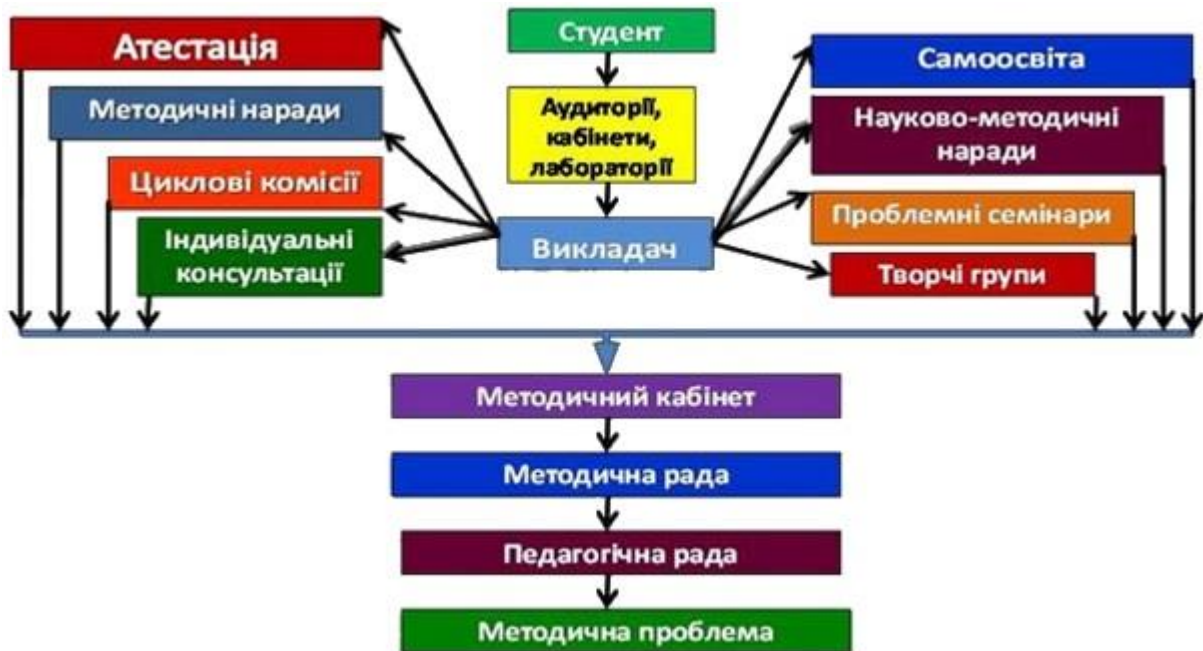 Атестація
Методичні наради
Циклові комісії
Індивідуальні
консультації
Студент
Аудиторії,
кабінети,
лабораторії
Викладач
Самоосвіта
Науково-методичні
наради
Проблемні семінари
Творчі групи
Методичний кабінет
Методична рада
Педагогічна рада
Методична проблема